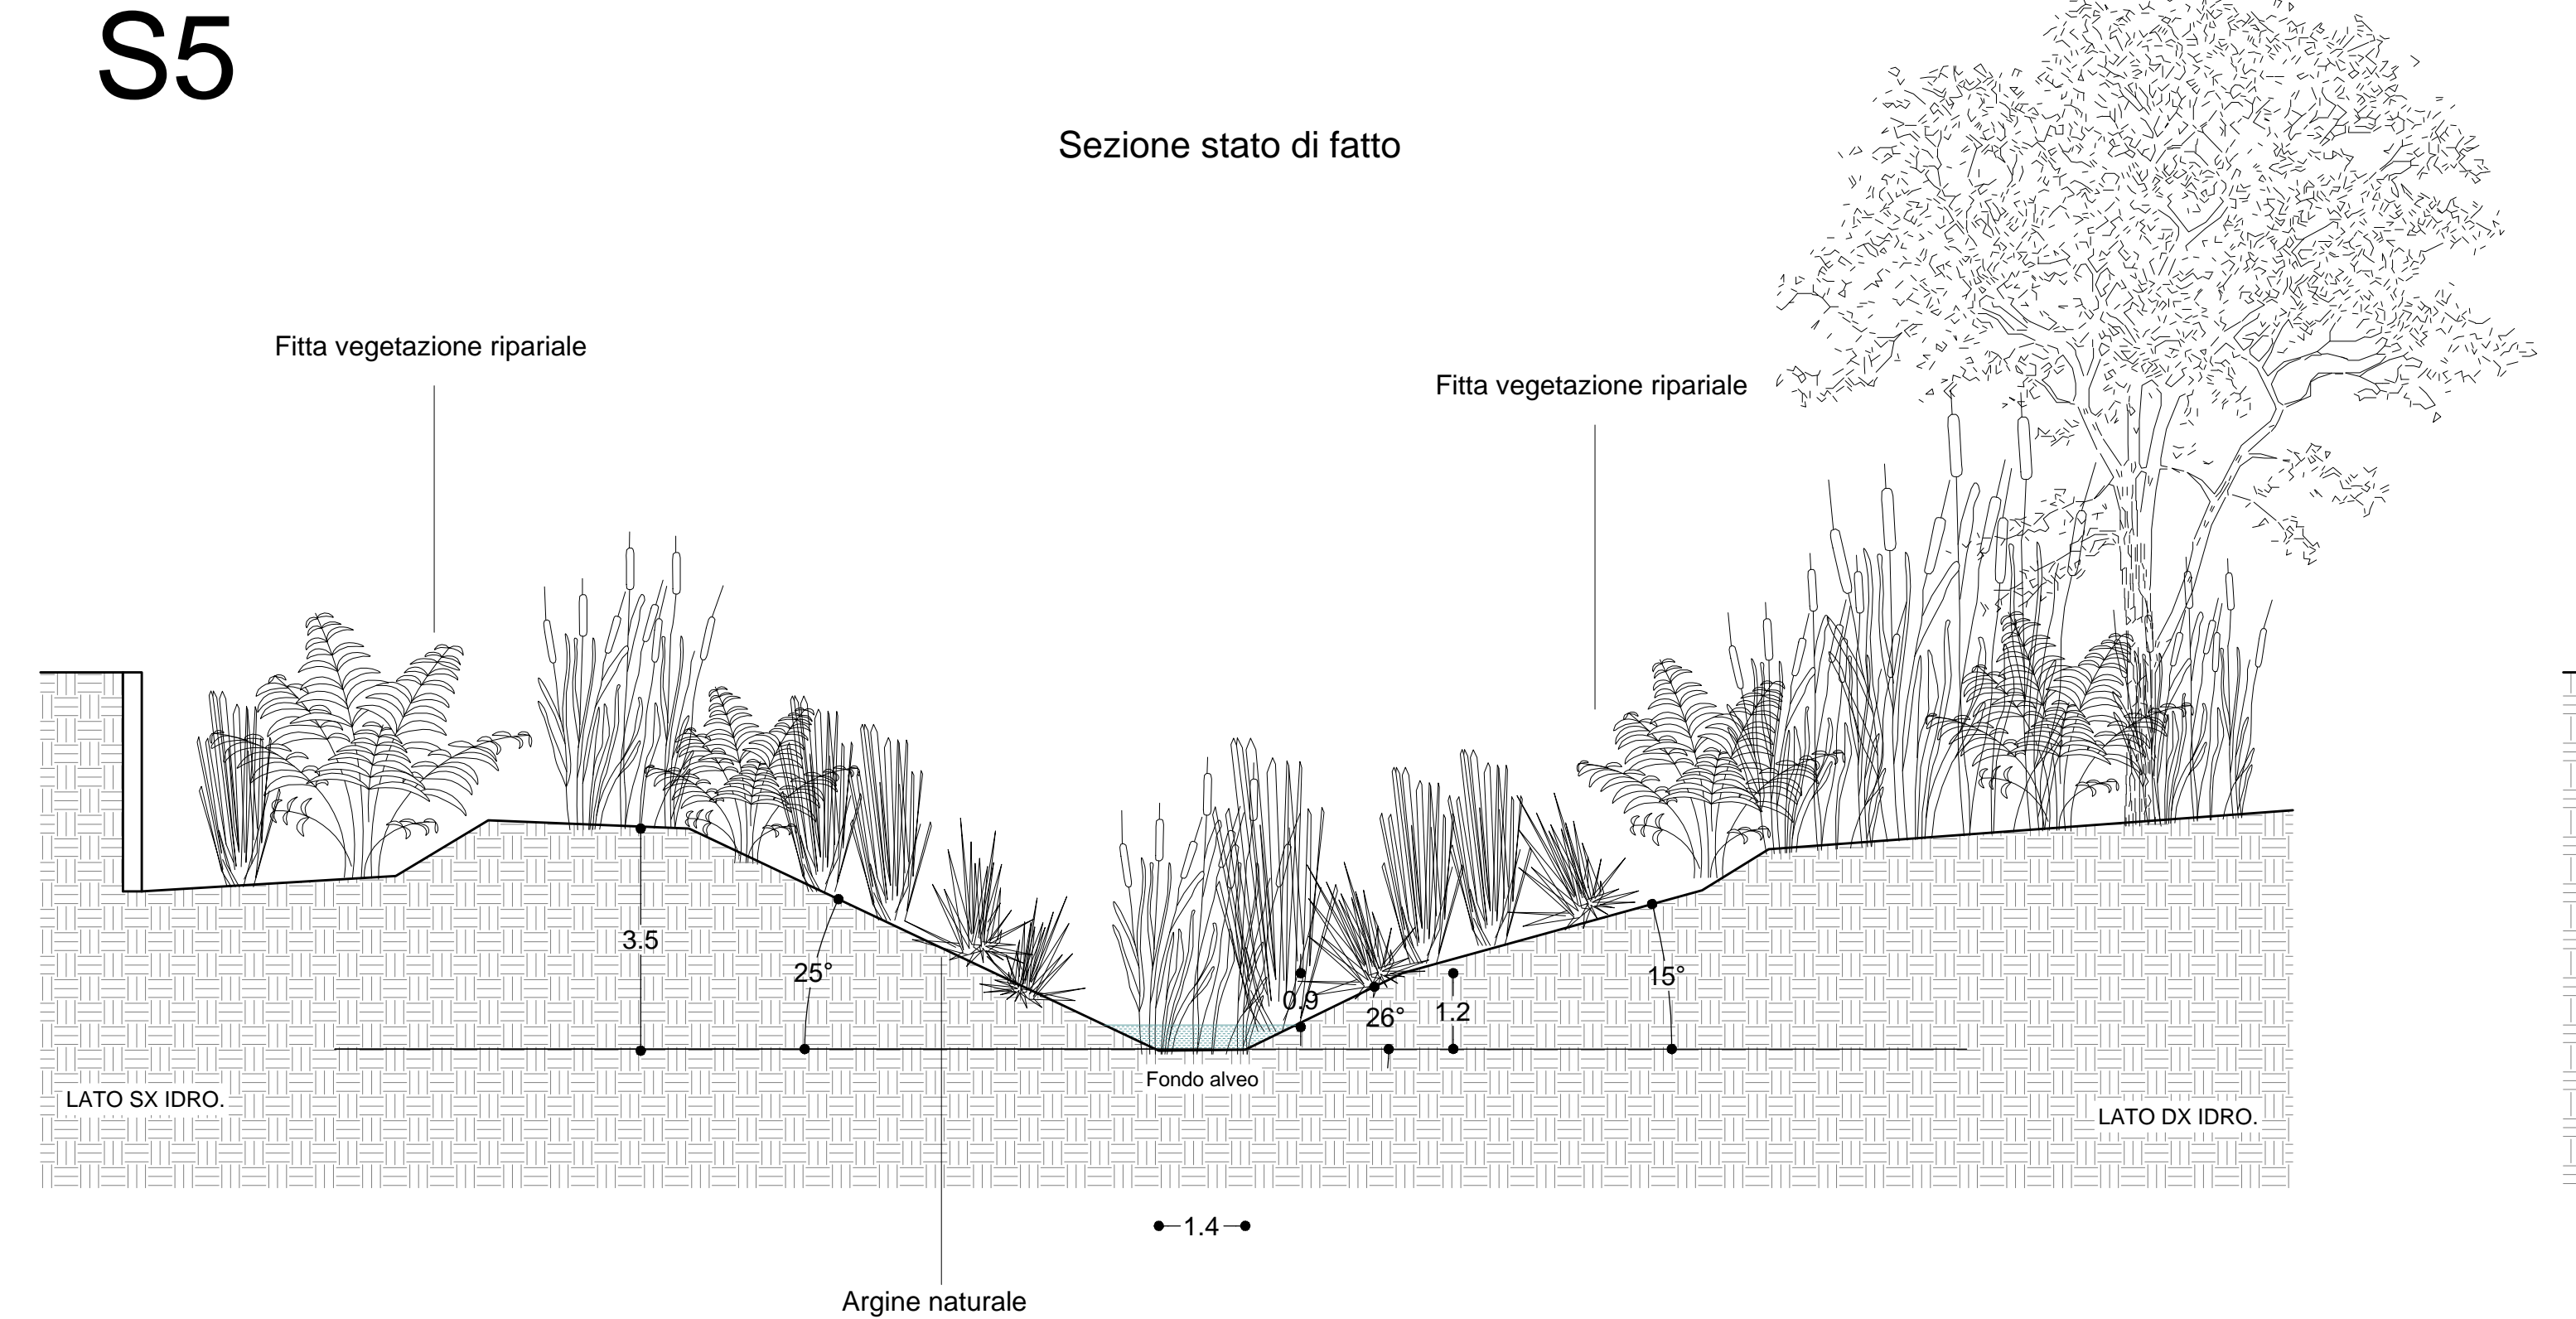 S5
Sezione stato di fatto
Fitta vegetazione ripariale
Fitta vegetazione ripariale
3.5
25°
0.9
26°
1.2
15°
Fondo alveo
LATO SX IDRO.
LATO DX IDRO.
1.4
Argine naturale